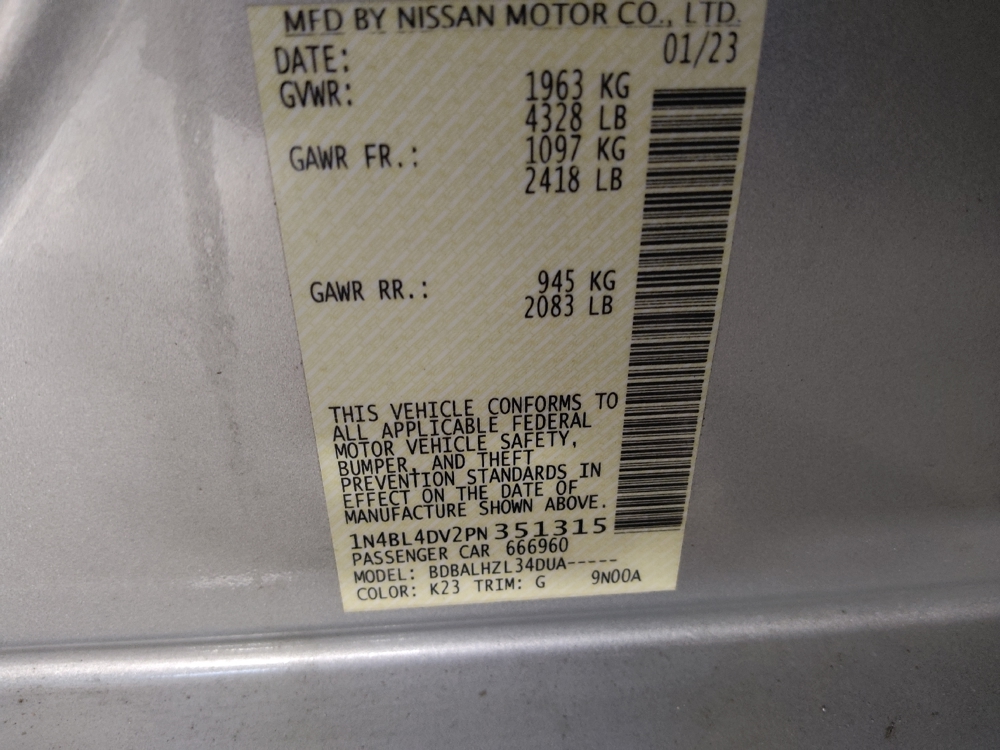 MFD BY NISSAN MOTOR CO., LTD.
DATE: 01/23
GVWR: 1963 KG
4328 LB
GAWR FR.: 1097 KG
2418 LB
GAWR RR.: 945 KG
2083 LB
THIS VEHICLE CONFORMS TO
ALL APPLICABLE FEDERAL
MOTOR VEHICLE SAFETY,
BUMPER, AND THEFT
PREVENTION STANDARDS IN
EFFECT ON THE DATE OF
MANUFACTURE SHOWN ABOVE.
1N4BL4DV2PN351315
PASSENGER CAR 666960
MODEL: BDBALHZL34DUA-----
COLOR: K23 TRIM: G 9N00A